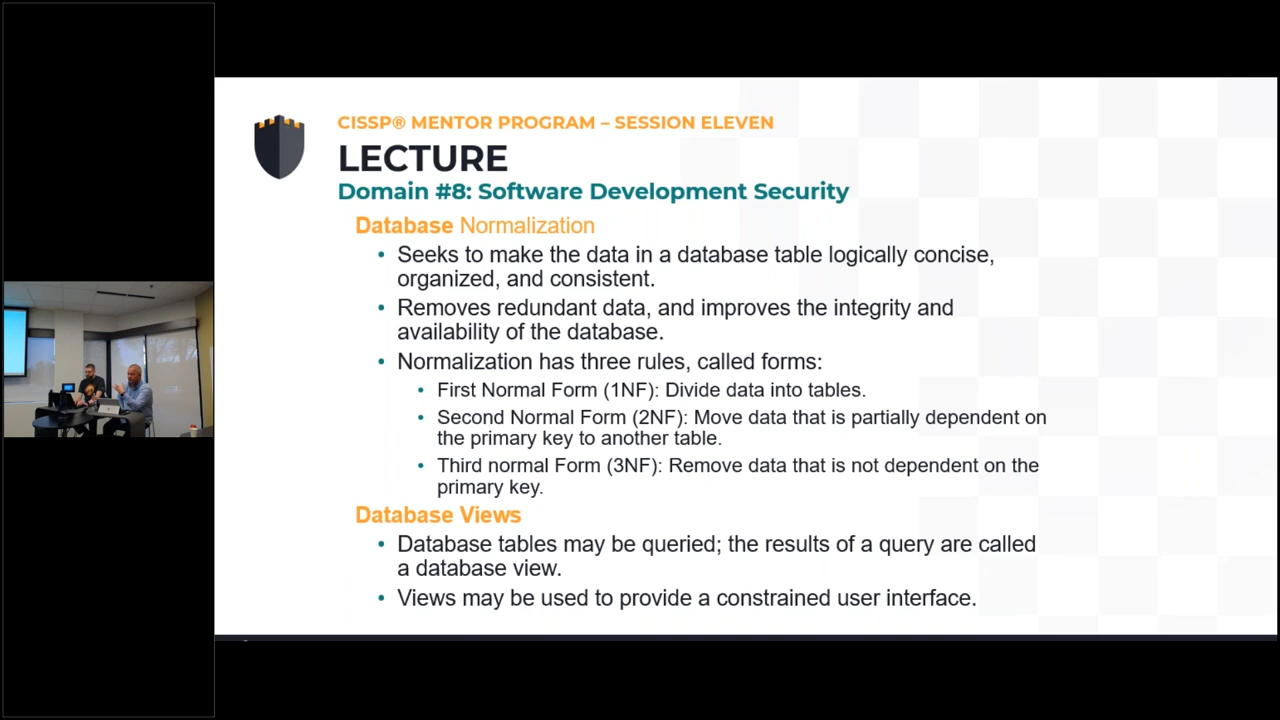 CISSP® MENTOR PROGRAM – SESSION ELEVEN
LECTURE
Domain #8: Software Development Security
Database Normalization
• Seeks to make the data in a database table logically concise,
organized, and consistent.
• Removes redundant data, and improves the integrity and
availability of the database.
• Normalization has three rules, called forms:
• First Normal Form (1NF): Divide data into tables.
• Second Normal Form (2NF): Move data that is partially dependent on
the primary key to another table.
• Third normal Form (3NF): Remove data that is not dependent on the
primary key.
Database Views
• Database tables may be queried; the results of a query are called
a database view.
• Views may be used to provide a constrained user interface.